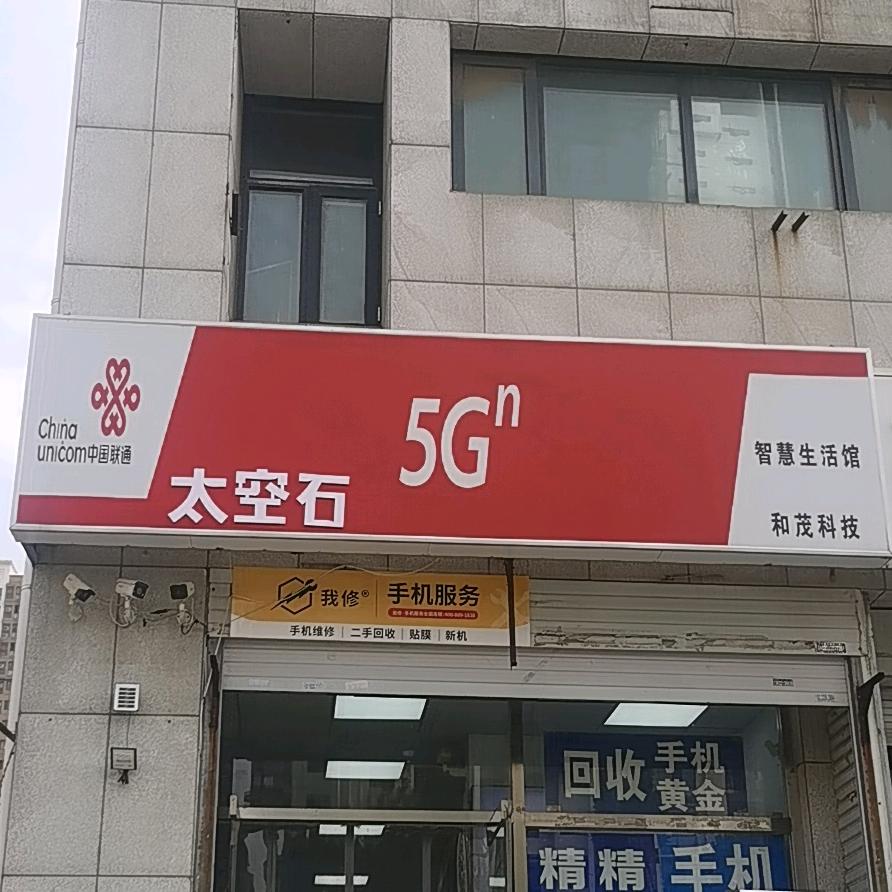 China
unicom中国联通
太空石
5Gⁿ
智慧生活馆
和茂科技
我修®
手机服务
手机维修 | 二手回收 | 贴膜 | 新机
回收 手机
黄金
精精 手机